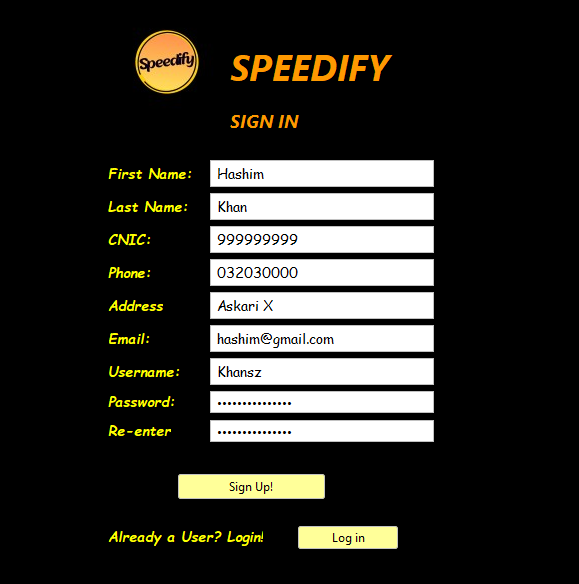 Speedify
SPEEDIFY
SIGN IN
First Name: Hashim
Last Name: Khan
CNIC: 999999999
Phone: 032030000
Address Askari X
Email: hashim@gmail.com
Username: Khansz
Password: •••••••••••••••
Re-enter •••••••••••••••
Sign Up!
Already a User? Login! Log in